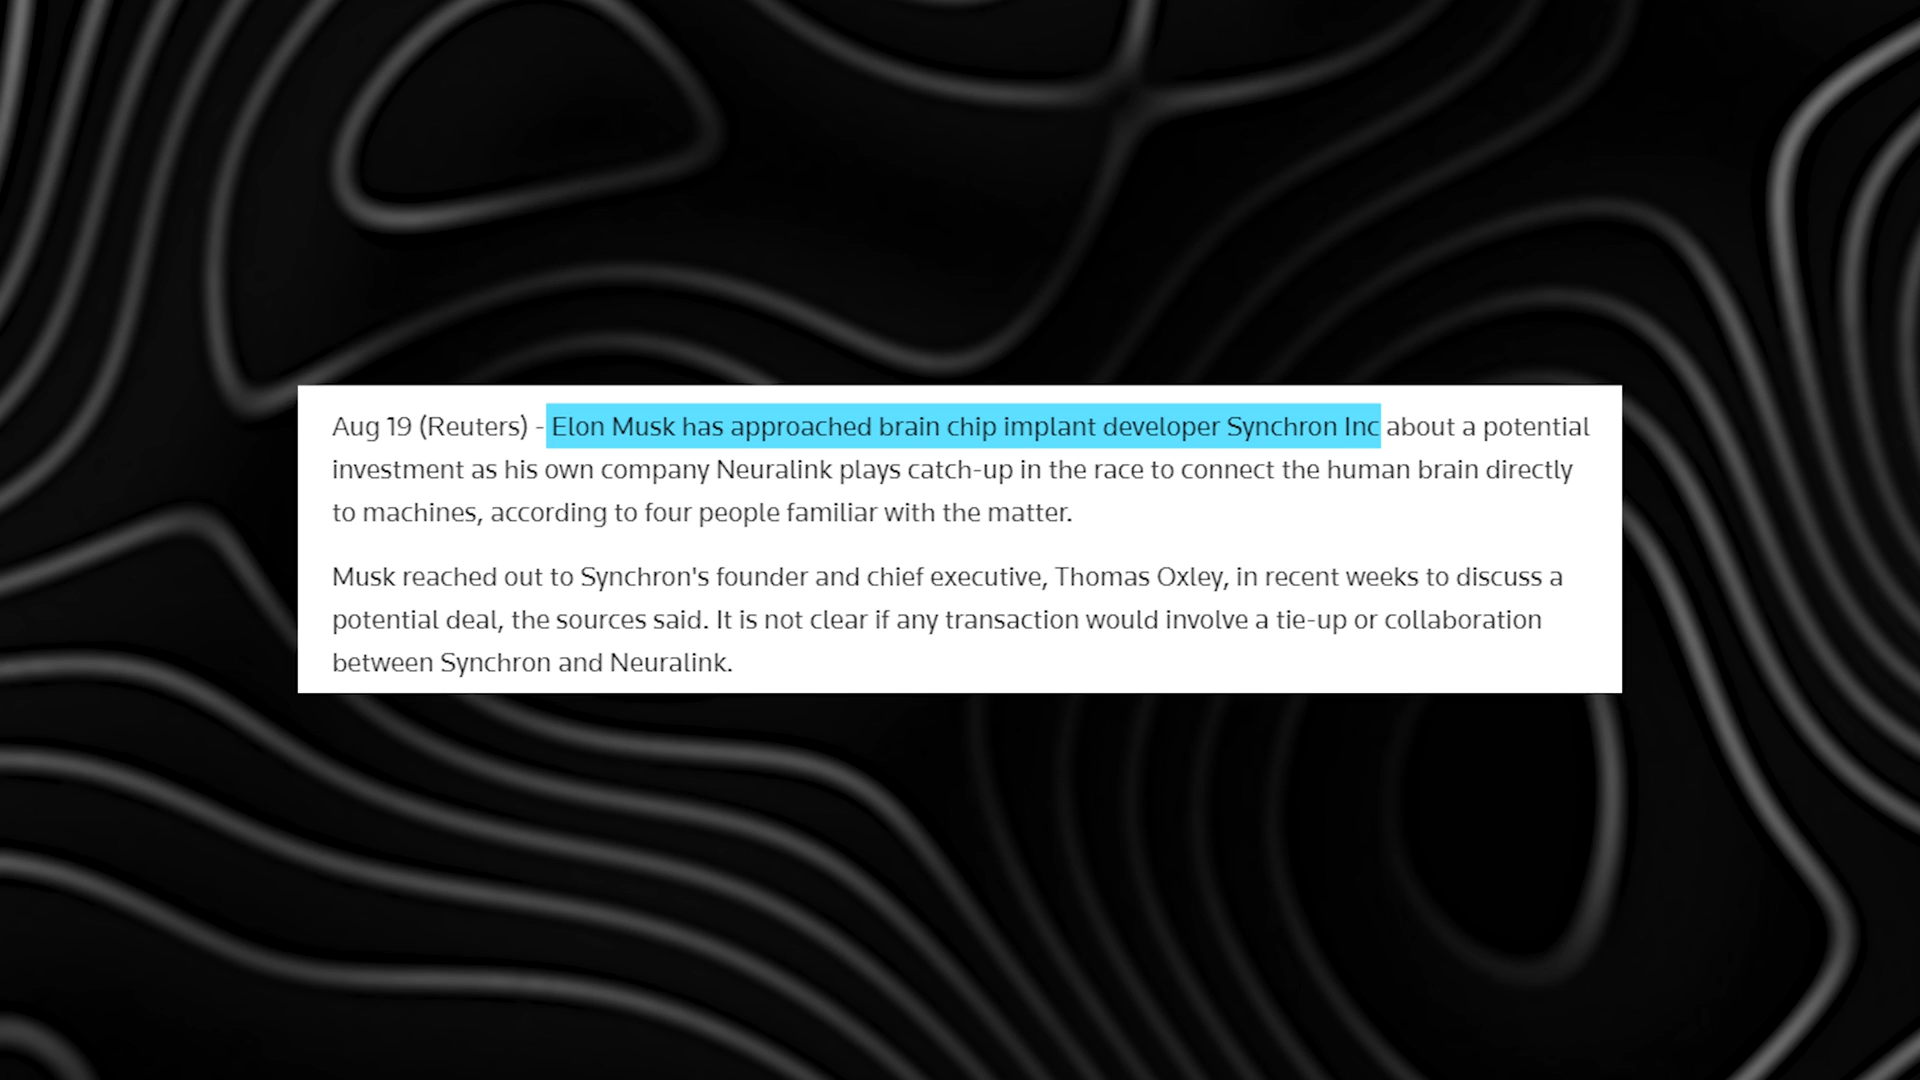 Aug 19 (Reuters) - Elon Musk has approached brain chip implant developer Synchron Inc about a potential
investment as his own company Neuralink plays catch-up in the race to connect the human brain directly
to machines, according to four people familiar with the matter.
Musk reached out to Synchron's founder and chief executive, Thomas Oxley, in recent weeks to discuss a
potential deal, the sources said. It is not clear if any transaction would involve a tie-up or collaboration
between Synchron and Neuralink.